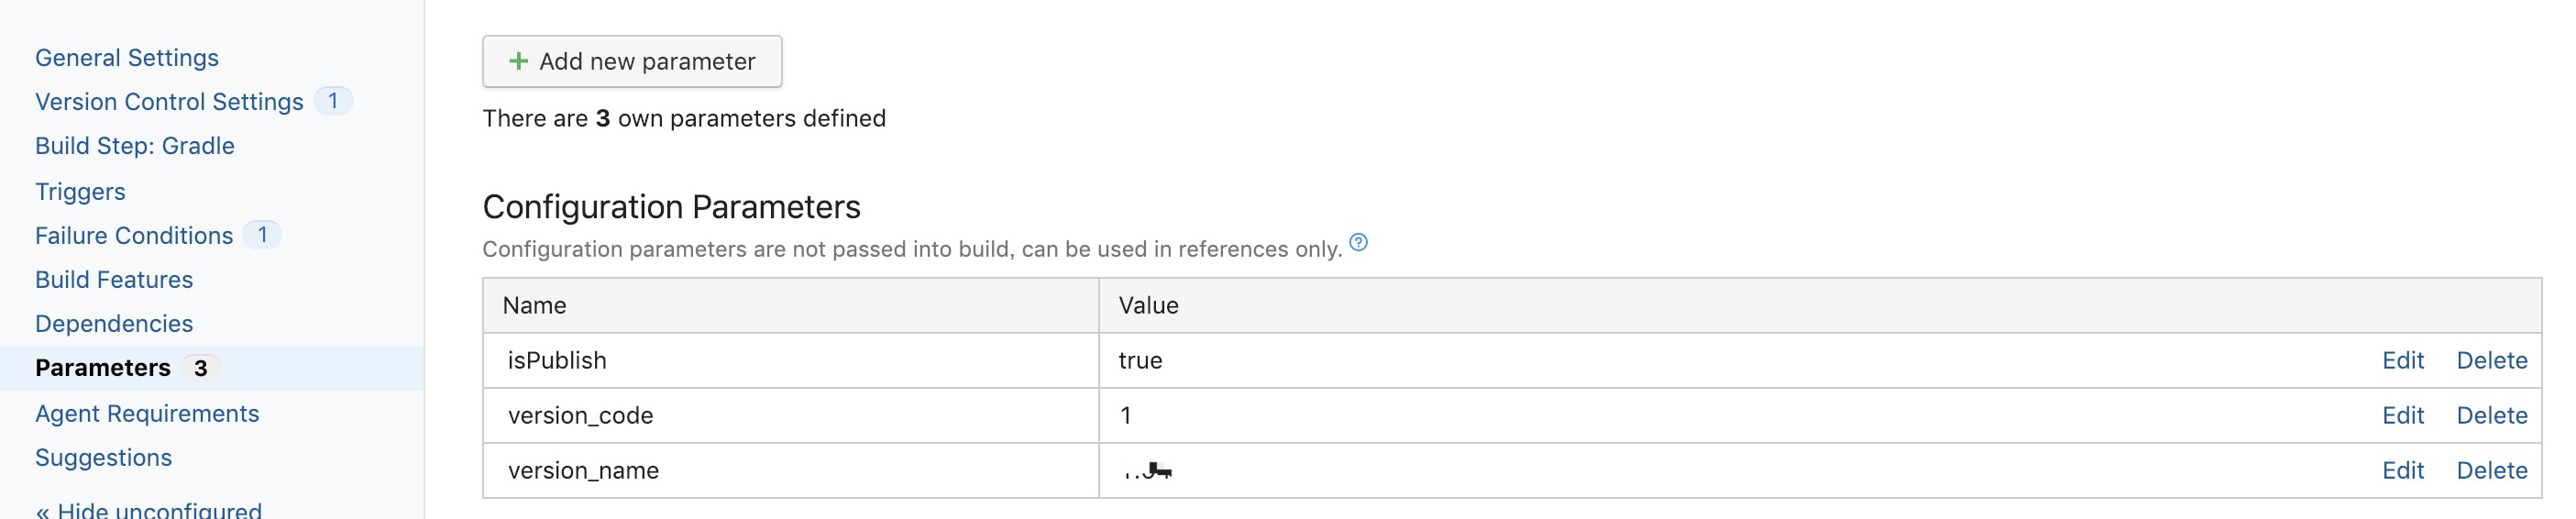 General Settings
Version Control Settings 1
Build Step: Gradle
Triggers
Failure Conditions 1
Build Features
Dependencies
Parameters 3
Agent Requirements
Suggestions
« Hide unconfigured
+ Add new parameter
There are 3 own parameters defined
Configuration Parameters
Configuration parameters are not passed into build, can be used in references only. ?
Name Value
isPublish true Edit Delete
version_code 1 Edit Delete
version_name Edit Delete